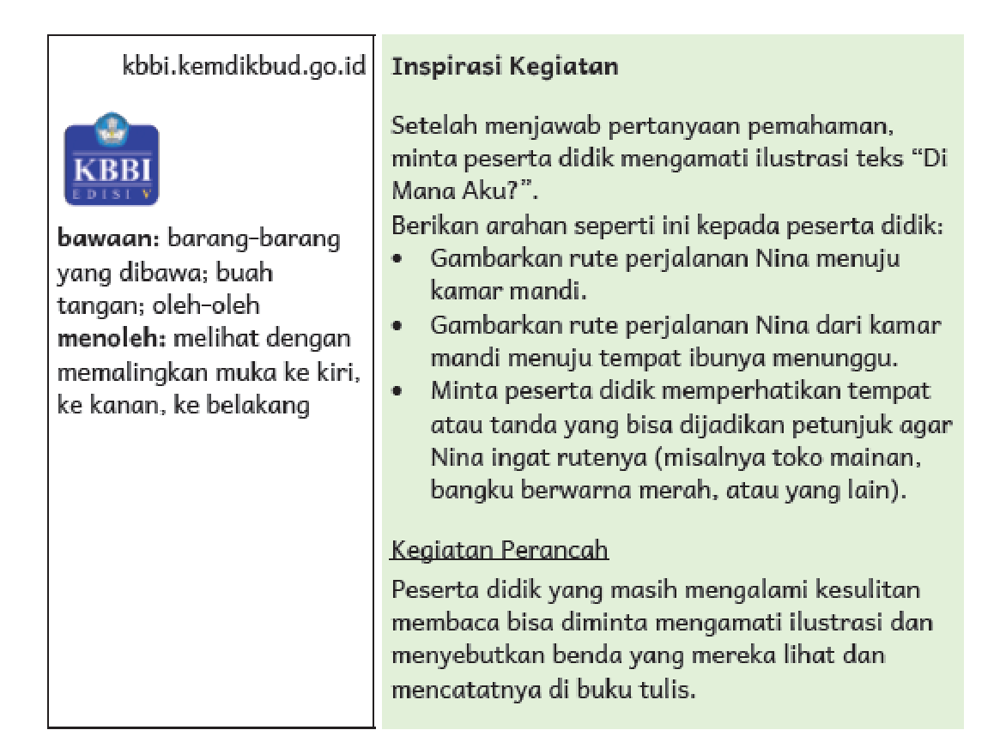 kbbi.kemdikbud.go.id
KBBI
EDISI V
bawaan: barang-barang
yang dibawa; buah
tangan; oleh-oleh
menoleh: melihat dengan
memalingkan muka ke kiri,
ke kanan, ke belakang
Inspirasi Kegiatan
Setelah menjawab pertanyaan pemahaman,
minta peserta didik mengamati ilustrasi teks “Di
Mana Aku?”.
Berikan arahan seperti ini kepada peserta didik:
• Gambarkan rute perjalanan Nina menuju
kamar mandi.
• Gambarkan rute perjalanan Nina dari kamar
mandi menuju tempat ibunya menunggu.
• Minta peserta didik memperhatikan tempat
atau tanda yang bisa dijadikan petunjuk agar
Nina ingat rutenya (misalnya toko mainan,
bangku berwarna merah, atau yang lain).
Kegiatan Perancah
Peserta didik yang masih mengalami kesulitan
membaca bisa diminta mengamati ilustrasi dan
menyebutkan benda yang mereka lihat dan
mencatatnya di buku tulis.